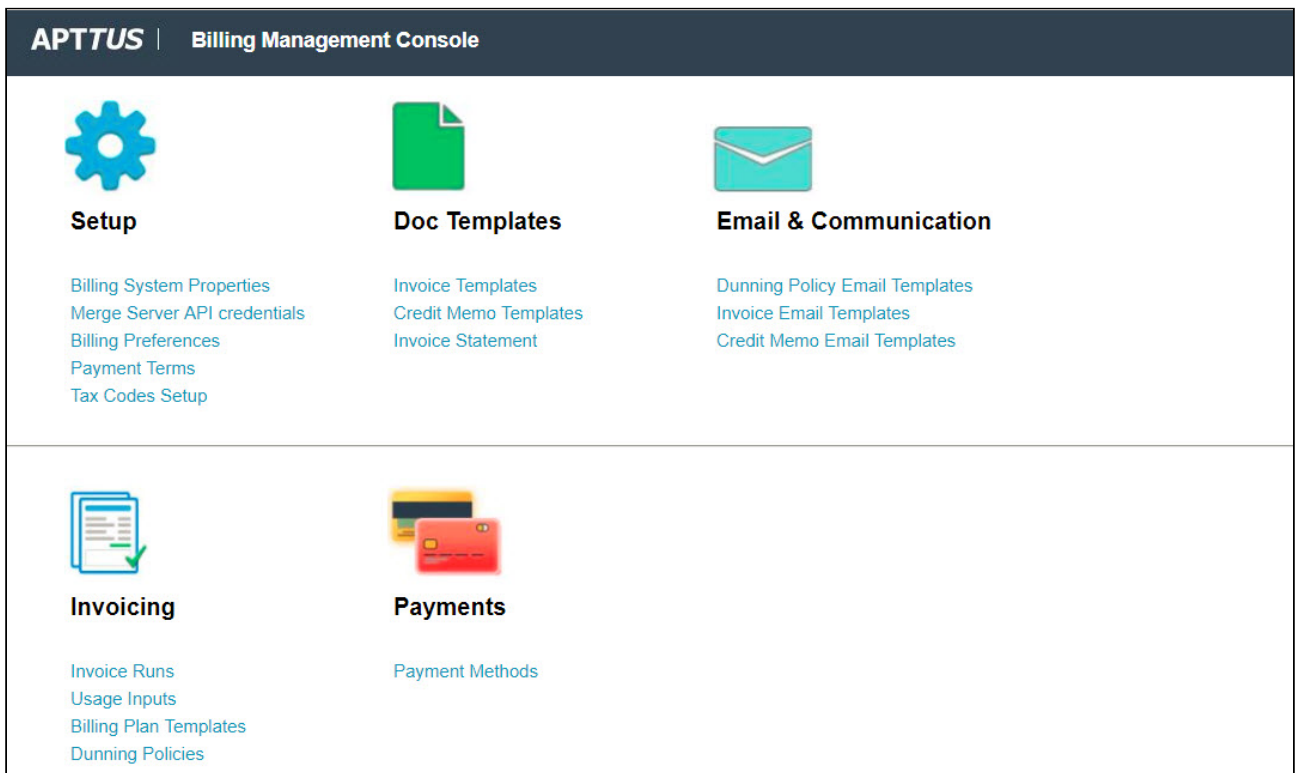 APTTUS | Billing Management Console
Setup
Billing System Properties
Merge Server API credentials
Billing Preferences
Payment Terms
Tax Codes Setup
Doc Templates
Invoice Templates
Credit Memo Templates
Invoice Statement
Email & Communication
Dunning Policy Email Templates
Invoice Email Templates
Credit Memo Email Templates
Invoicing
Invoice Runs
Usage Inputs
Billing Plan Templates
Dunning Policies
Payments
Payment Methods